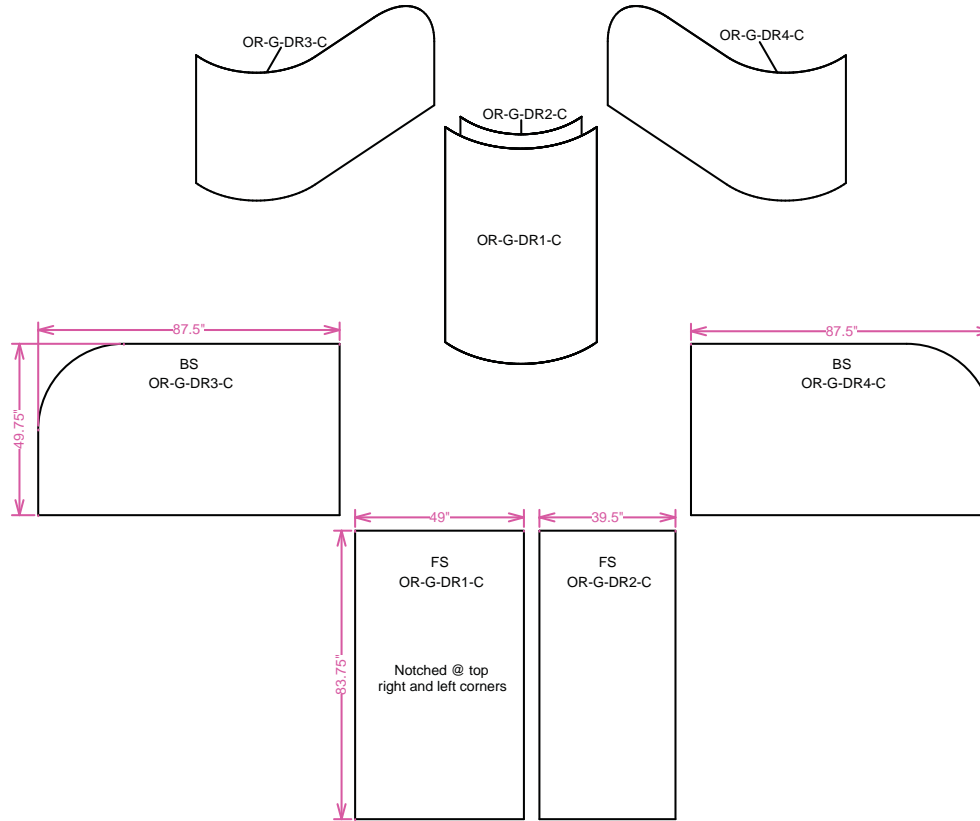 OR-G-DR3-C
OR-G-DR4-C
OR-G-DR2-C
OR-G-DR1-C
87.5"
87.5"
BS
OR-G-DR3-C
BS
OR-G-DR4-C
49.75"
49"
39.5"
FS
OR-G-DR1-C
FS
OR-G-DR2-C
83.75"
Notched @ top
right and left corners